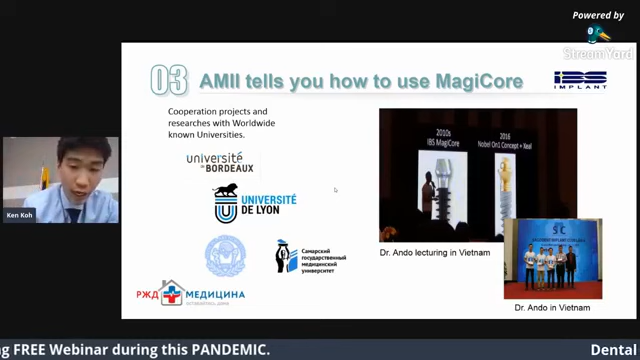 Powered by
StreamYard
03 AMII tells you how to use MagiCore
IBS
IMPLANT
Cooperation projects and
researches with Worldwide
known Universities.
université
de BORDEAUX
UNIVERSITÉ
DE LYON
Самарский
государственный
медицинский
университет
РЖД МЕДИЦИНА
2010s
IBS MagiCore
2016
Nobel On1 Concept + Xeal
Dr. Ando lecturing in Vietnam
Dr. Ando in Vietnam
Ken Koh
g FREE Webinar during this PANDEMIC.
Dental